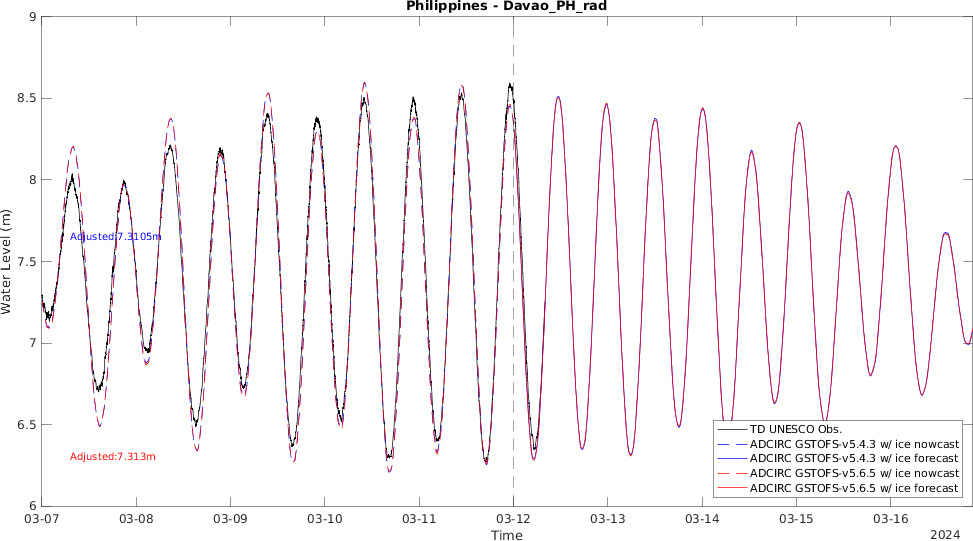 Philippines - Davao_PH_rad
9
8.5
8
7.5
7
6.5
6
Water Level (m)
Adjusted:7.3105m
Adjusted:7.313m
TD UNESCO Obs.
ADCIRC GSTOFS-v5.4.3 w/ ice nowcast
ADCIRC GSTOFS-v5.4.3 w/ ice forecast
ADCIRC GSTOFS-v5.6.5 w/ ice nowcast
ADCIRC GSTOFS-v5.6.5 w/ ice forecast
03-07 03-08 03-09 03-10 03-11 03-12 03-13 03-14 03-15 03-16
Time
2024